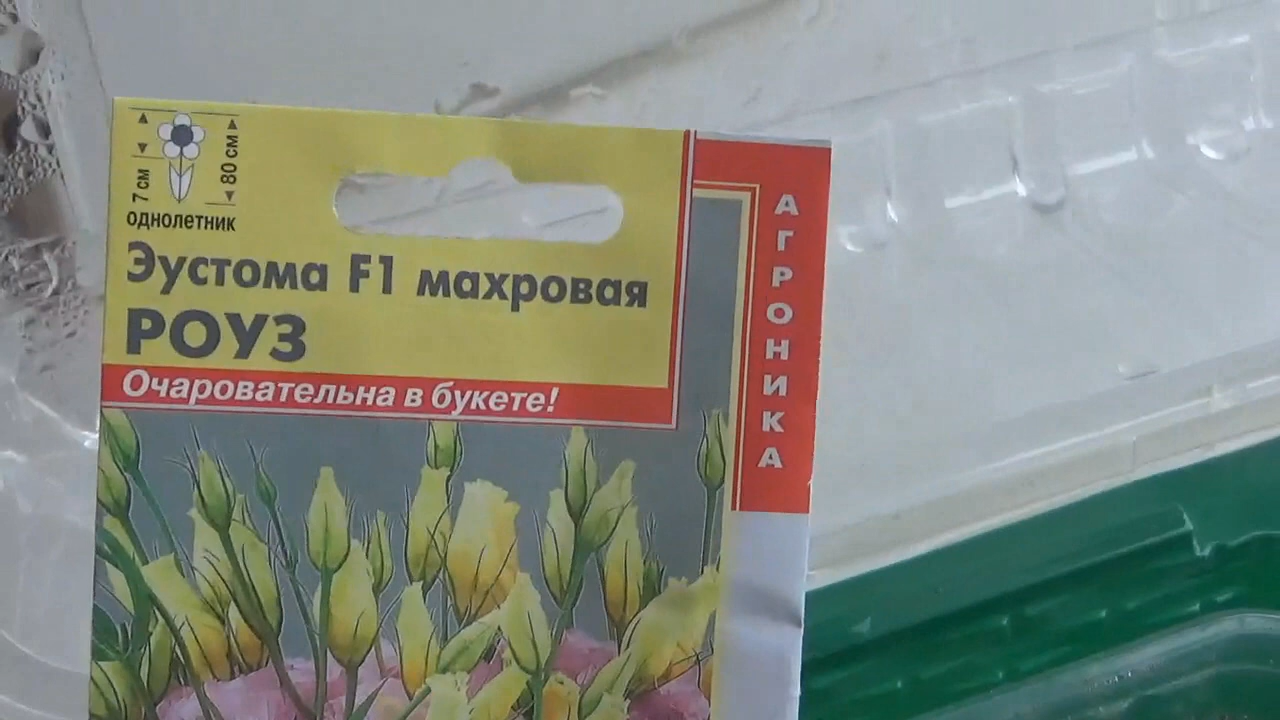 7 см
80 см
однолетник
Эустома F1 махровая
РОУЗ
Очаровательна в букете!
АГРОНИКА